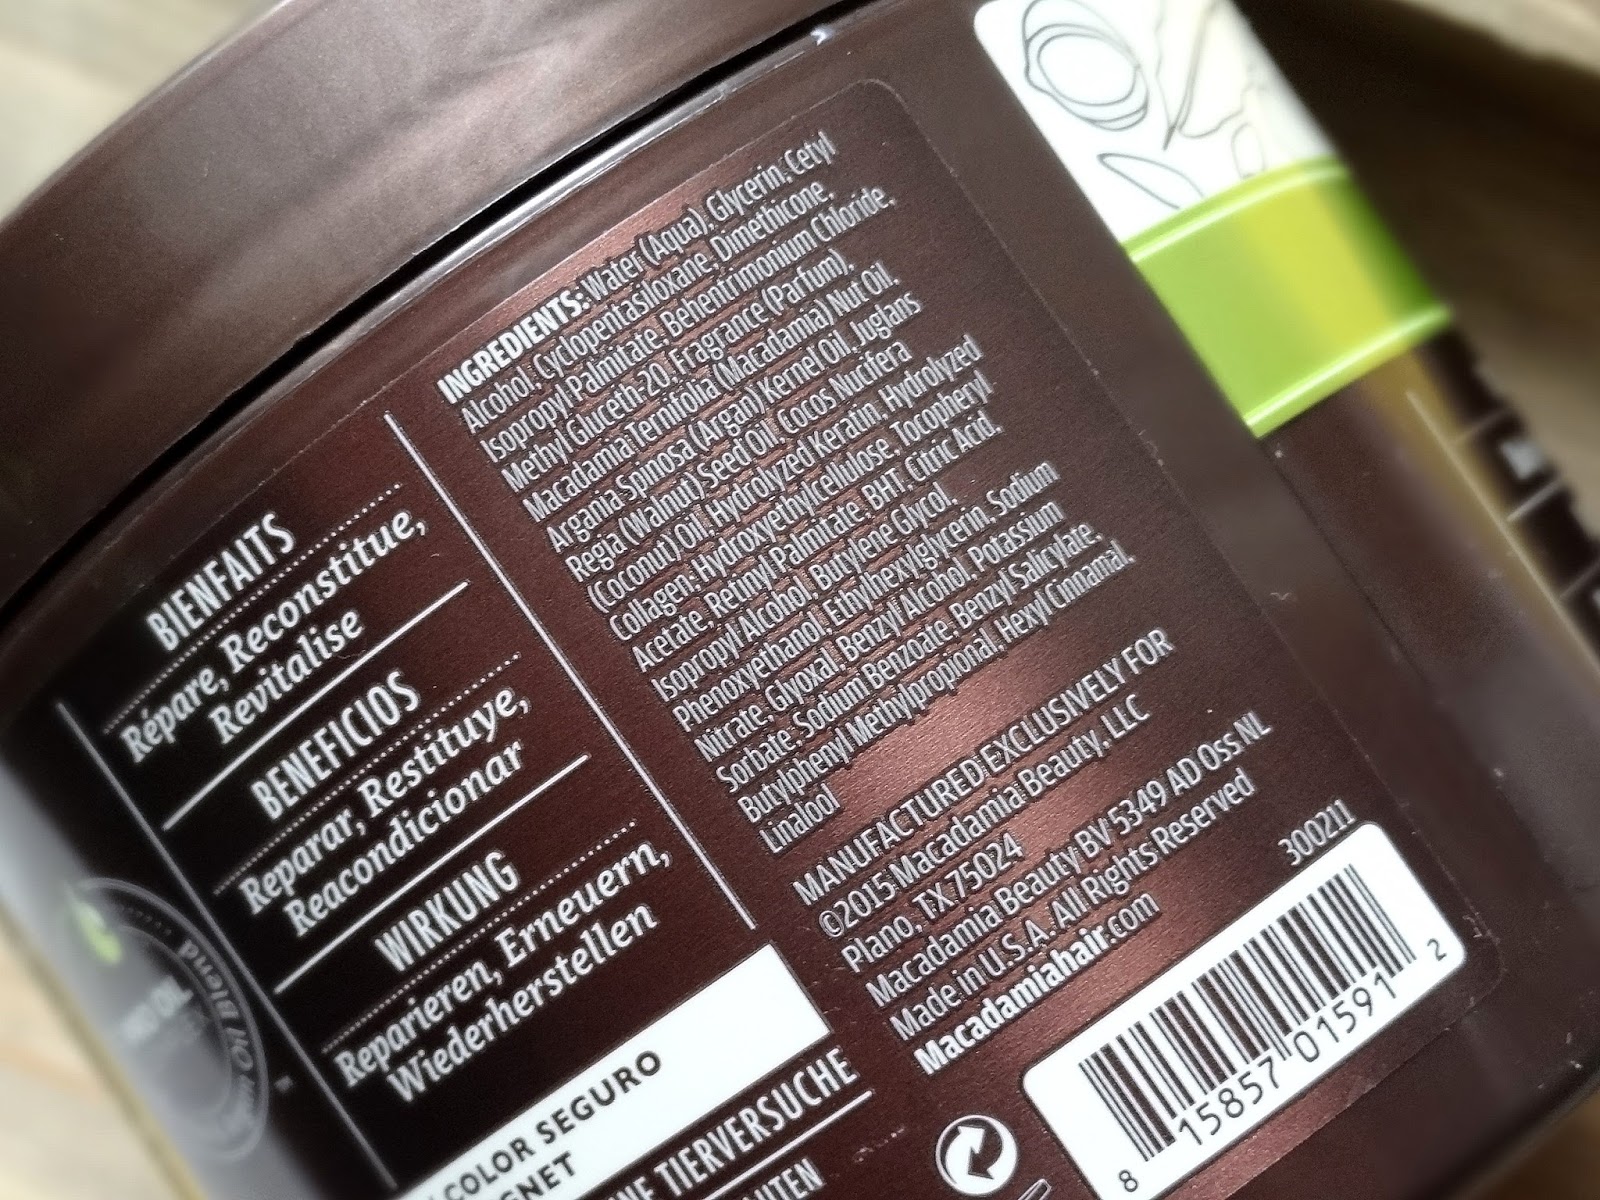 BIENFAITS
Répare, Reconstitue,
Revitalise
BENEFICIOS
Reparar, Restituye,
Reacondicionar
WIRKUNG
Reparieren, Erneuern,
Wiederherstellen
COLOR SEGURO
GNET
NE TIERVERSUCHE
Oil Blend
INGREDIENTS: Water (Aqua), Glycerin, Cetyl
Alcohol, Cyclopentasiloxane, Dimethicone,
Isopropyl Palmitate, Behentrimonium Chloride,
Methyl Gluceth-20, Fragrance (Parfum),
Macadamia Ternifolia (Macadamia) Nut Oil,
Argania Spinosa (Argan) Kernel Oil, Juglans
Regia (Walnut) Seed Oil, Cocos Nucifera
(Coconut) Oil, Hydrolyzed Keratin, Hydrolyzed
Collagen, Hydroxyethylcellulose, Tocopheryl
Acetate, Retinyl Palmitate, BHT, Citric Acid,
Isopropyl Alcohol, Butylene Glycol,
Phenoxyethanol, Ethylhexylglycerin, Sodium
Nitrate, Glyoxal, Benzyl Alcohol, Potassium
Sorbate, Sodium Benzoate, Benzyl Salicylate,
Butylphenyl Methylpropional, Hexyl Cinnamal,
Linalool
MANUFACTURED EXCLUSIVELY FOR
©2015 Macadamia Beauty, LLC
Plano, TX 75024
Macadamia Beauty BV 5349 AD Oss NL
Made in U.S.A. All Rights Reserved
Macadamiahair.com
300211
8 15857 01591 2